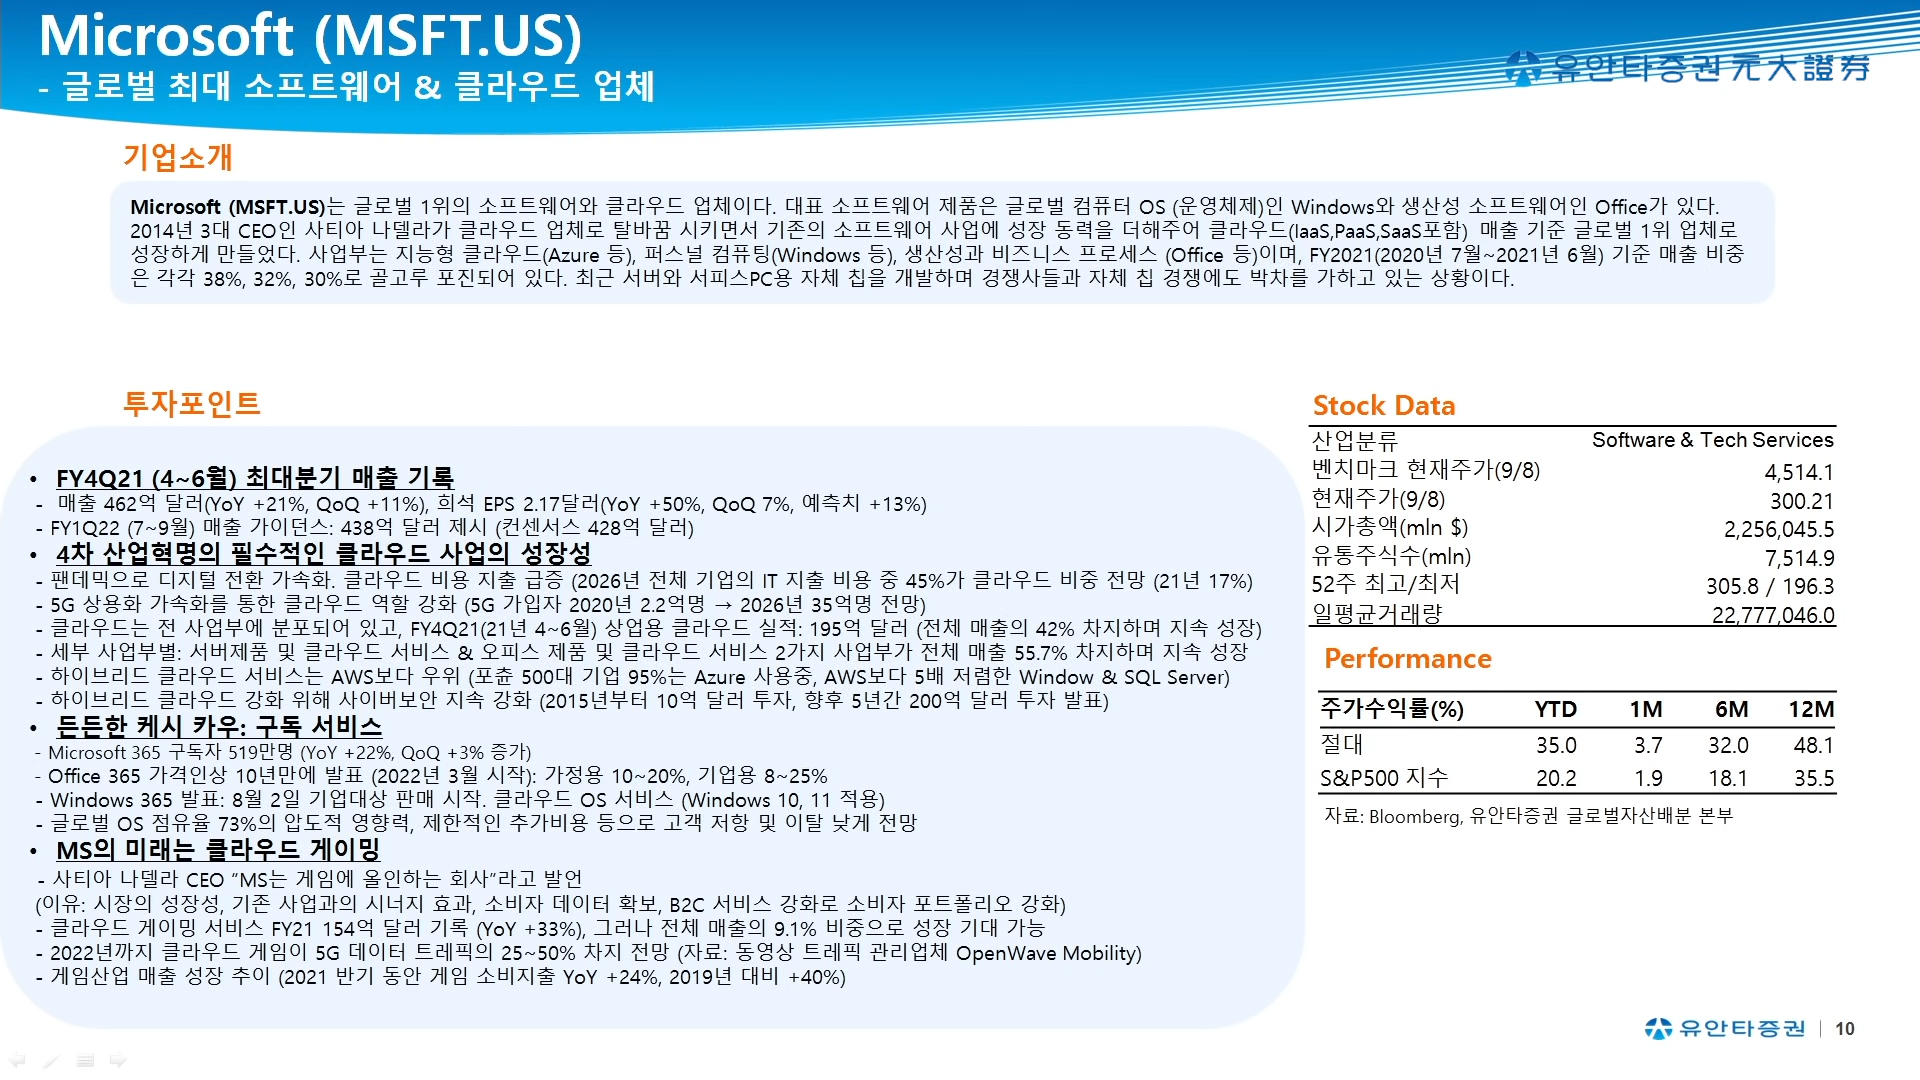 Microsoft (MSFT.US)
- 글로벌 최대 소프트웨어 & 클라우드 업체
유안타증권 元大證券
기업소개
Microsoft (MSFT.US)는 글로벌 1위의 소프트웨어와 클라우드 업체이다. 대표 소프트웨어 제품은 글로벌 컴퓨터 OS (운영체제)인 Windows와 생산성 소프트웨어인 Office가 있다.
2014년 3대 CEO인 사티아 나델라가 클라우드 업체로 탈바꿈 시키면서 기존의 소프트웨어 사업에 성장 동력을 더해주어 클라우드(IaaS,PaaS,SaaS포함) 매출 기준 글로벌 1위 업체로
성장하게 만들었다. 사업부는 지능형 클라우드(Azure 등), 퍼스널 컴퓨팅(Windows 등), 생산성과 비즈니스 프로세스 (Office 등)이며, FY2021(2020년 7월~2021년 6월) 기준 매출 비중
은 각각 38%, 32%, 30%로 골고루 포진되어 있다. 최근 서버와 서피스PC용 자체 칩을 개발하며 경쟁사들과 자체 칩 경쟁에도 박차를 가하고 있는 상황이다.
투자포인트
• FY4Q21 (4~6월) 최대분기 매출 기록
- 매출 462억 달러(YoY +21%, QoQ +11%), 희석 EPS 2.17달러(YoY +50%, QoQ 7%, 예측치 +13%)
- FY1Q22 (7~9월) 매출 가이던스: 438억 달러 제시 (컨센서스 428억 달러)
• 4차 산업혁명의 필수적인 클라우드 사업의 성장성
- 팬데믹으로 디지털 전환 가속화. 클라우드 비용 지출 급증 (2026년 전체 기업의 IT 지출 비용 중 45%가 클라우드 비중 전망 (21년 17%)
- 5G 상용화 가속화를 통한 클라우드 역할 강화 (5G 가입자 2020년 2.2억명 → 2026년 35억명 전망)
- 클라우드는 전 사업부에 분포되어 있고, FY4Q21(21년 4~6월) 상업용 클라우드 실적: 195억 달러 (전체 매출의 42% 차지하며 지속 성장)
- 세부 사업부별: 서버제품 및 클라우드 서비스 & 오피스 제품 및 클라우드 서비스 2가지 사업부가 전체 매출 55.7% 차지하며 지속 성장
- 하이브리드 클라우드 서비스는 AWS보다 우위 (포춘 500대 기업 95%는 Azure 사용중, AWS보다 5배 저렴한 Window & SQL Server)
- 하이브리드 클라우드 강화 위해 사이버보안 지속 강화 (2015년부터 10억 달러 투자, 향후 5년간 200억 달러 투자 발표)
• 든든한 케시 카우: 구독 서비스
- Microsoft 365 구독자 519만명 (YoY +22%, QoQ +3% 증가)
- Office 365 가격인상 10년만에 발표 (2022년 3월 시작): 가정용 10~20%, 기업용 8~25%
- Windows 365 발표: 8월 2일 기업대상 판매 시작. 클라우드 OS 서비스 (Windows 10, 11 적용)
- 글로벌 OS 점유율 73%의 압도적 영향력, 제한적인 추가비용 등으로 고객 저항 및 이탈 낮게 전망
• MS의 미래는 클라우드 게이밍
- 사티아 나델라 CEO “MS는 게임에 올인하는 회사”라고 발언
(이유: 시장의 성장성, 기존 사업과의 시너지 효과, 소비자 데이터 확보, B2C 서비스 강화로 소비자 포트폴리오 강화)
- 클라우드 게이밍 서비스 FY21 154억 달러 기록 (YoY +33%), 그러나 전체 매출의 9.1% 비중으로 성장 기대 가능
- 2022년까지 클라우드 게임이 5G 데이터 트레픽의 25~50% 차지 전망 (자료: 동영상 트레픽 관리업체 OpenWave Mobility)
- 게임산업 매출 성장 추이 (2021 반기 동안 게임 소비지출 YoY +24%, 2019년 대비 +40%)
Stock Data
산업분류 Software & Tech Services
벤치마크 현재주가(9/8) 4,514.1
현재주가(9/8) 300.21
시가총액(mln $) 2,256,045.5
유통주식수(mln) 7,514.9
52주 최고/최저 305.8 / 196.3
일평균거래량 22,777,046.0
Performance
주가수익률(%) YTD 1M 6M 12M
절대 35.0 3.7 32.0 48.1
S&P500 지수 20.2 1.9 18.1 35.5
자료: Bloomberg, 유안타증권 글로벌자산배분 본부
유안타증권 | 10